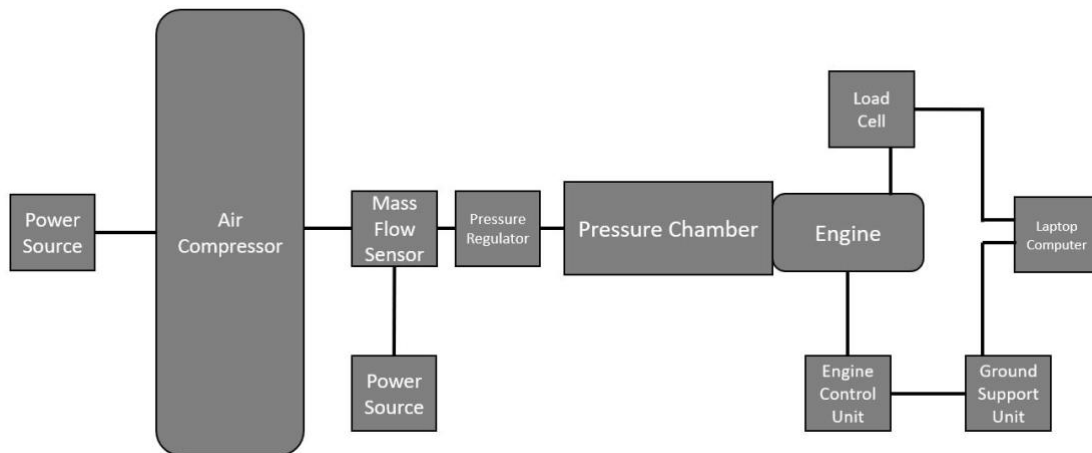 Power
Source
Air
Compressor
Mass
Flow
Sensor
Power
Source
Pressure
Regulator
Pressure Chamber
Engine
Load
Cell
Laptop
Computer
Engine
Control
Unit
Ground
Support
Unit